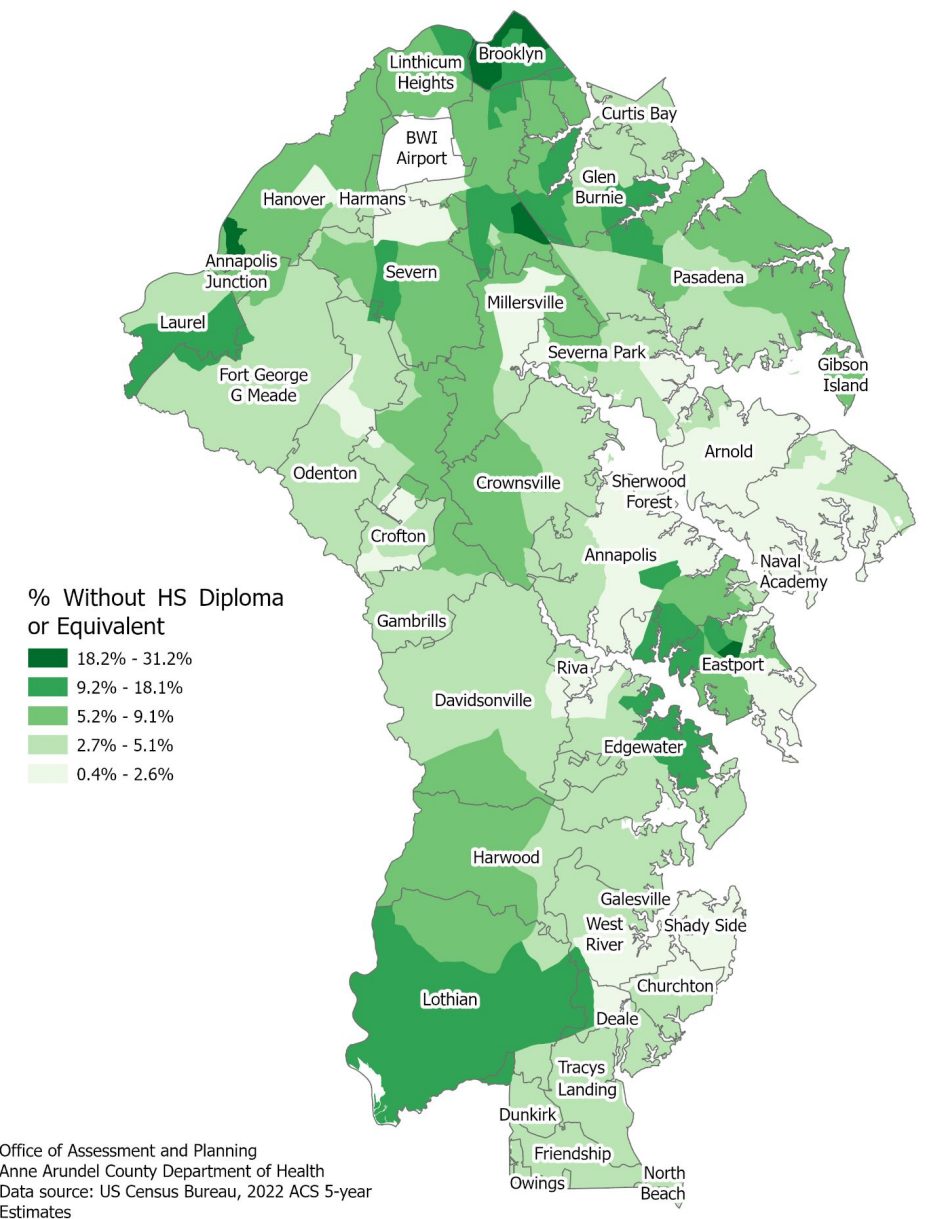 Brooklyn
Linthicum
Heights
Curtis Bay
BWI
Airport
Glen
Burnie
Hanover
Harmans
Annapolis
Junction
Severn
Pasadena
Millersville
Laurel
Severna Park
Gibson
Island
Fort George
G Meade
Arnold
Odenton
Crownsville
Sherwood
Forest
Crofton
Annapolis
Naval
Academy
% Without HS Diploma
or Equivalent
18.2% - 31.2%
9.2% - 18.1%
5.2% - 9.1%
2.7% - 5.1%
0.4% - 2.6%
Gambrills
Riva
Eastport
Davidsonville
Edgewater
Harwood
Galesville
West
River
Shady Side
Churchton
Lothian
Deale
Tracys
Landing
Dunkirk
Friendship
Owings
North
Beach
Office of Assessment and Planning
Anne Arundel County Department of Health
Data source: US Census Bureau, 2022 ACS 5-year
Estimates